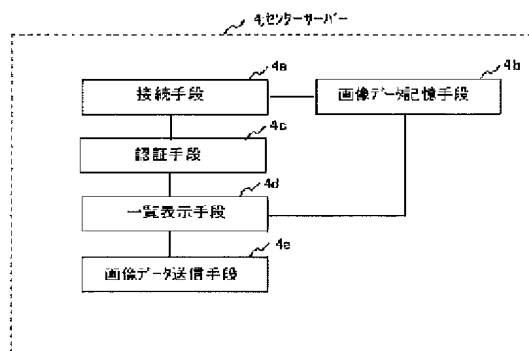 4:センターサーバー
4a
接続手段
4b
画像データ記憶手段
4c
認証手段
4d
一覧表示手段
4e
画像データ送信手段